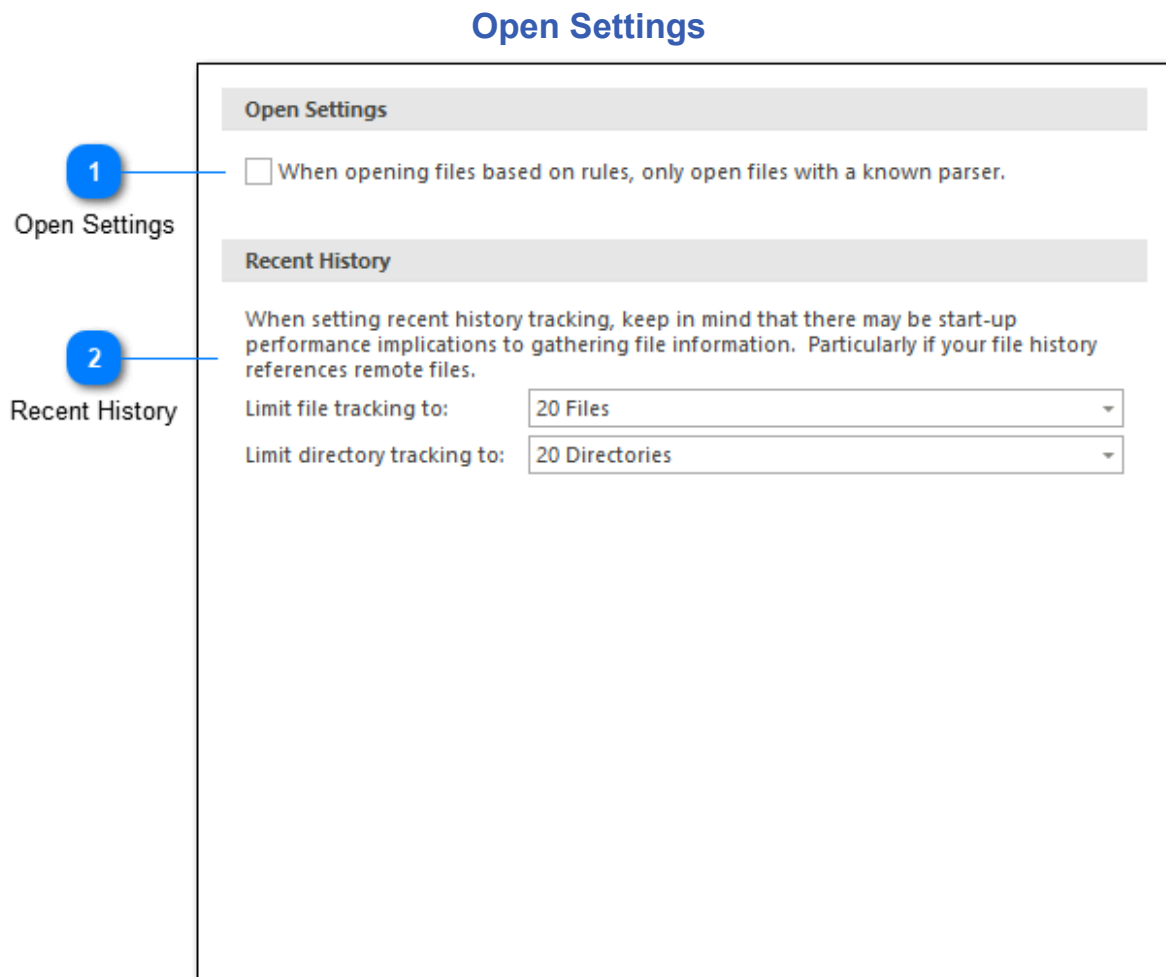 Open Settings
Open Settings
1
When opening files based on rules, only open files with a known parser.
Open Settings
Recent History
When setting recent history tracking, keep in mind that there may be start-up
performance implications to gathering file information.  Particularly if your file history
references remote files.
2
Recent History
Limit file tracking to:
20 Files
Limit directory tracking to:
20 Directories